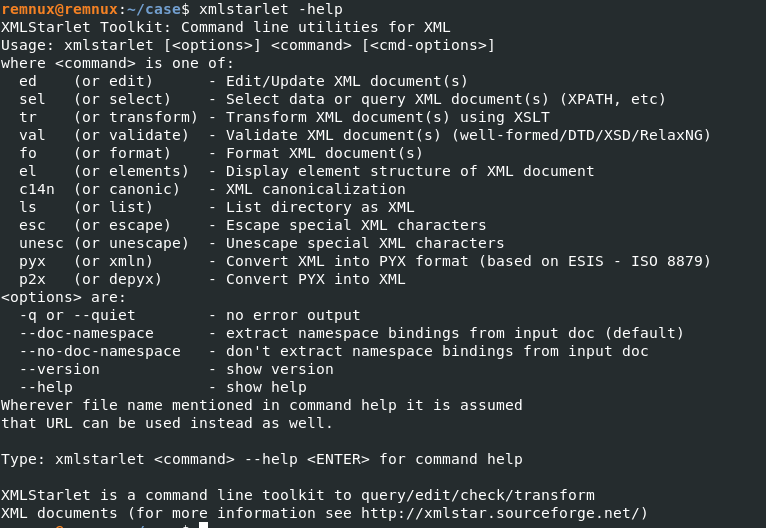 remnux@remnux:~/case$ xmlstarlet -help
XMLStarlet Toolkit: Command line utilities for XML
Usage: xmlstarlet [<options>] <command> [<cmd-options>]
where <command> is one of:
  ed    (or edit)      - Edit/Update XML document(s)
  sel   (or select)    - Select data or query XML document(s) (XPATH, etc)
  tr    (or transform) - Transform XML document(s) using XSLT
  val   (or validate)  - Validate XML document(s) (well-formed/DTD/XSD/RelaxNG)
  fo    (or format)    - Format XML document(s)
  el    (or elements)  - Display element structure of XML document
  c14n  (or canonic)   - XML canonicalization
  ls    (or list)      - List directory as XML
  esc   (or escape)    - Escape special XML characters
  unesc (or unescape)  - Unescape special XML characters
  pyx   (or xmln)      - Convert XML into PYX format (based on ESIS - ISO 8879)
  p2x   (or depyx)     - Convert PYX into XML
<options> are:
  -q or --quiet        - no error output
  --doc-namespace      - extract namespace bindings from input doc (default)
  --no-doc-namespace   - don't extract namespace bindings from input doc
  --version            - show version
  --help               - show help
Wherever file name mentioned in command help it is assumed
that URL can be used instead as well.

Type: xmlstarlet <command> --help <ENTER> for command help

XMLStarlet is a command line toolkit to query/edit/check/transform
XML documents (for more information see http://xmlstar.sourceforge.net/)